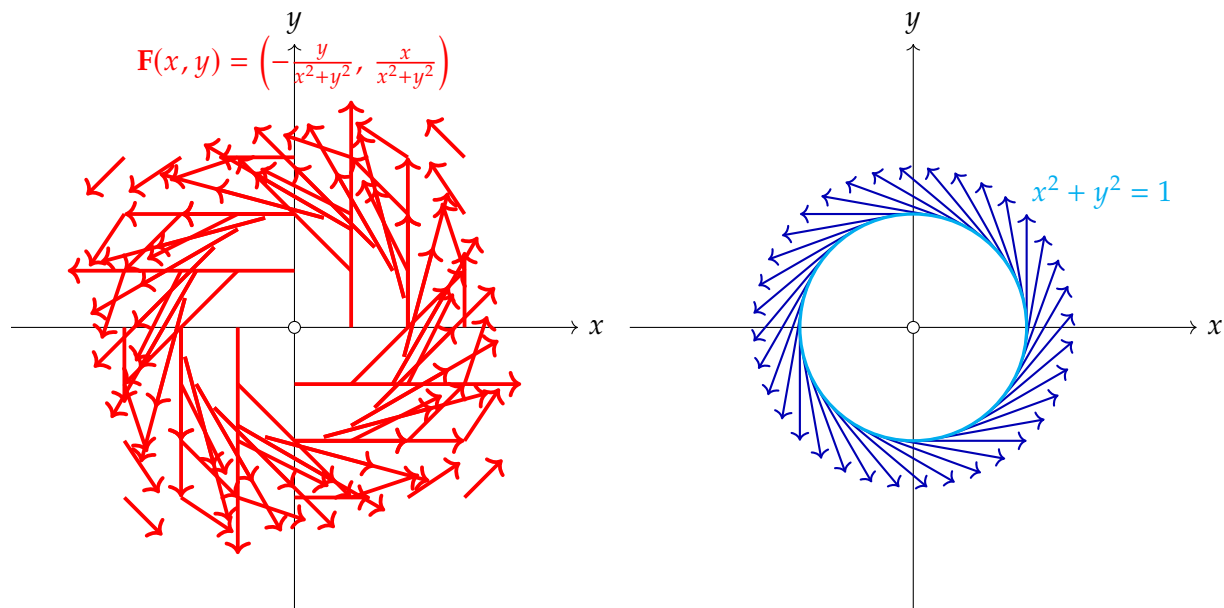 y
F(x, y) = (-y/(x²+y²), x/(x²+y²))
x
y
x² + y² = 1
x